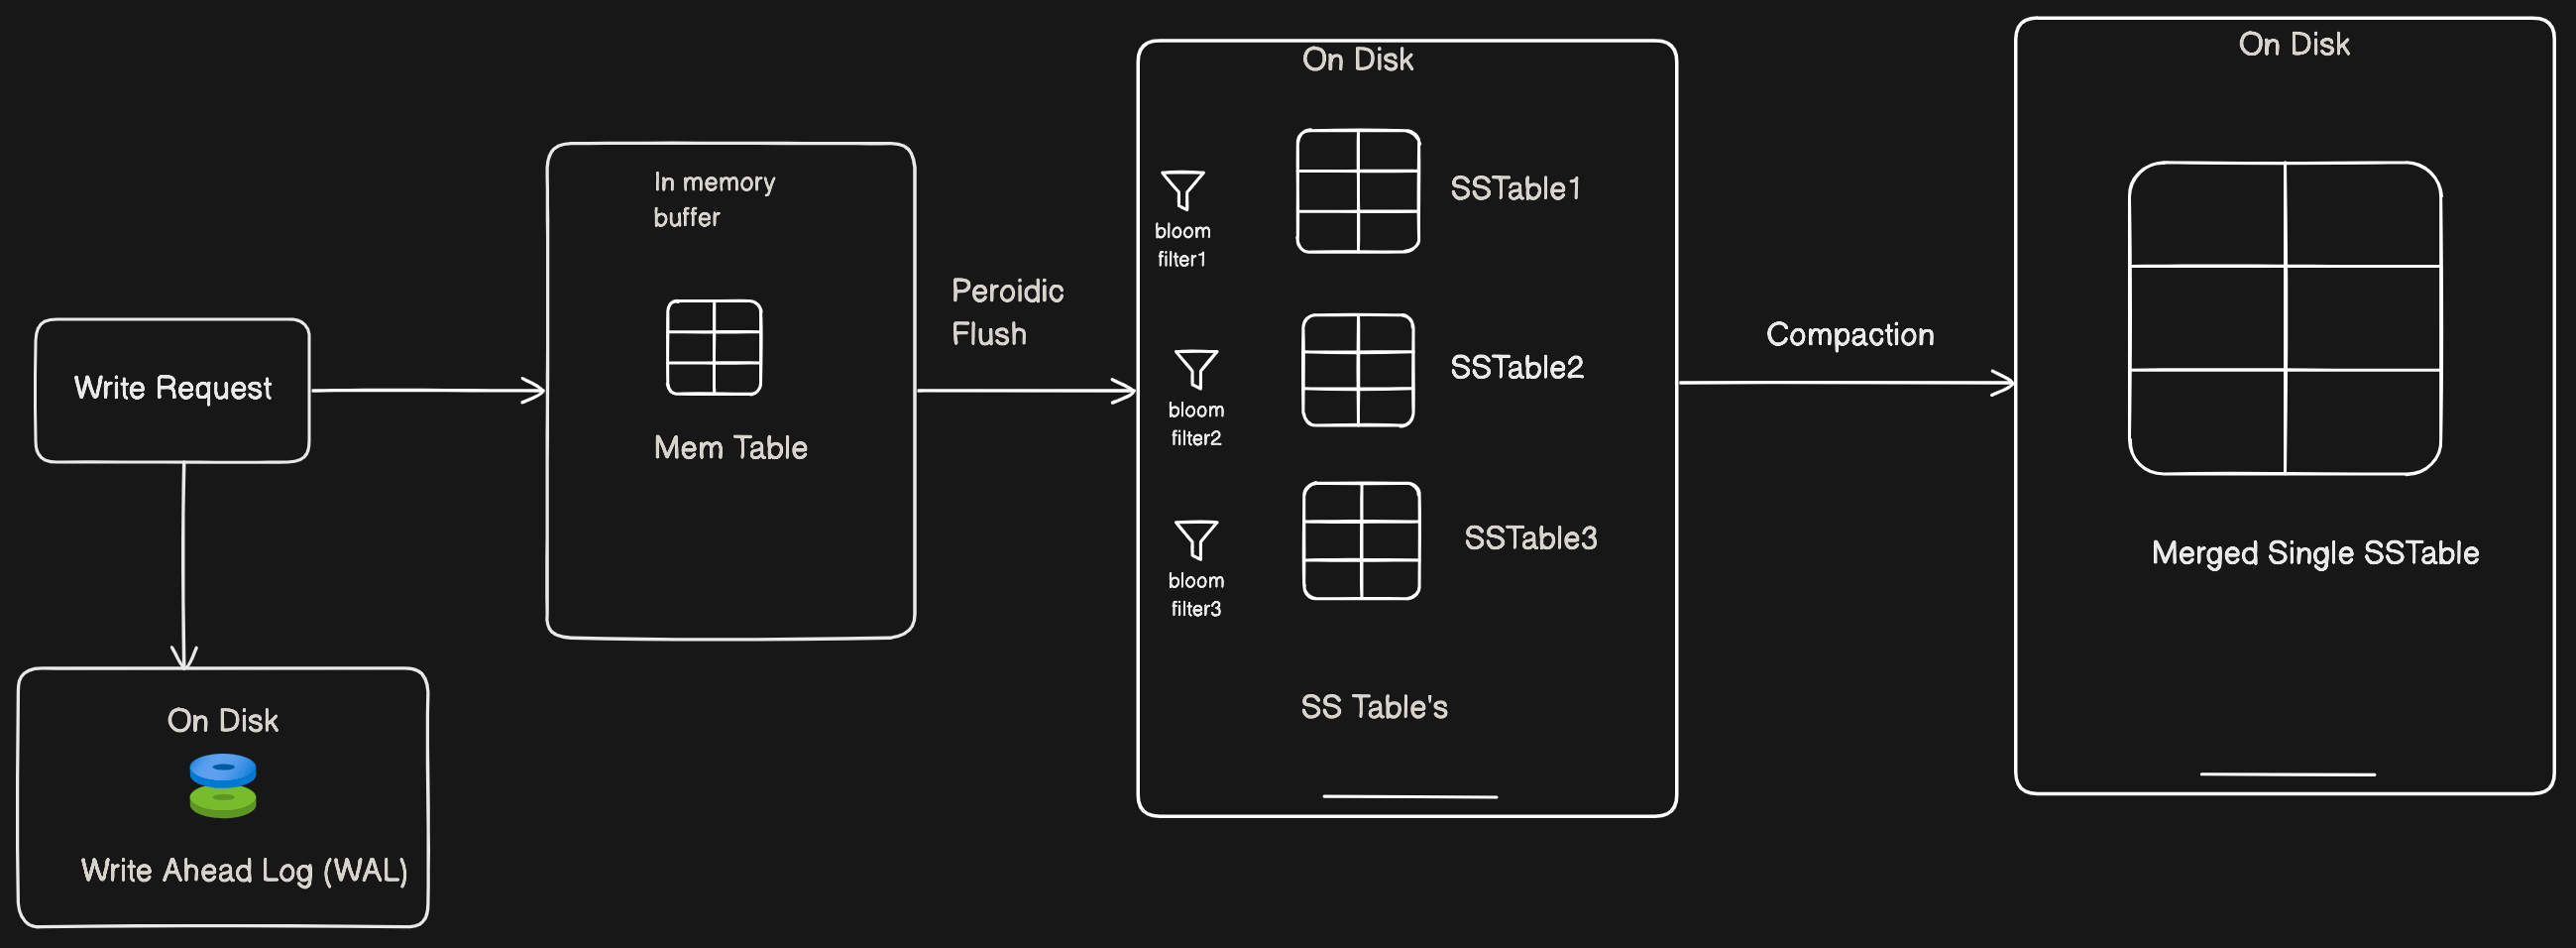 Write Request
On Disk
Write Ahead Log (WAL)
In memory
buffer
Mem Table
Peroidic
Flush
On Disk
bloom
filter1
SSTable1
bloom
filter2
SSTable2
bloom
filter3
SSTable3
SS Table's
Compaction
On Disk
Merged Single SSTable